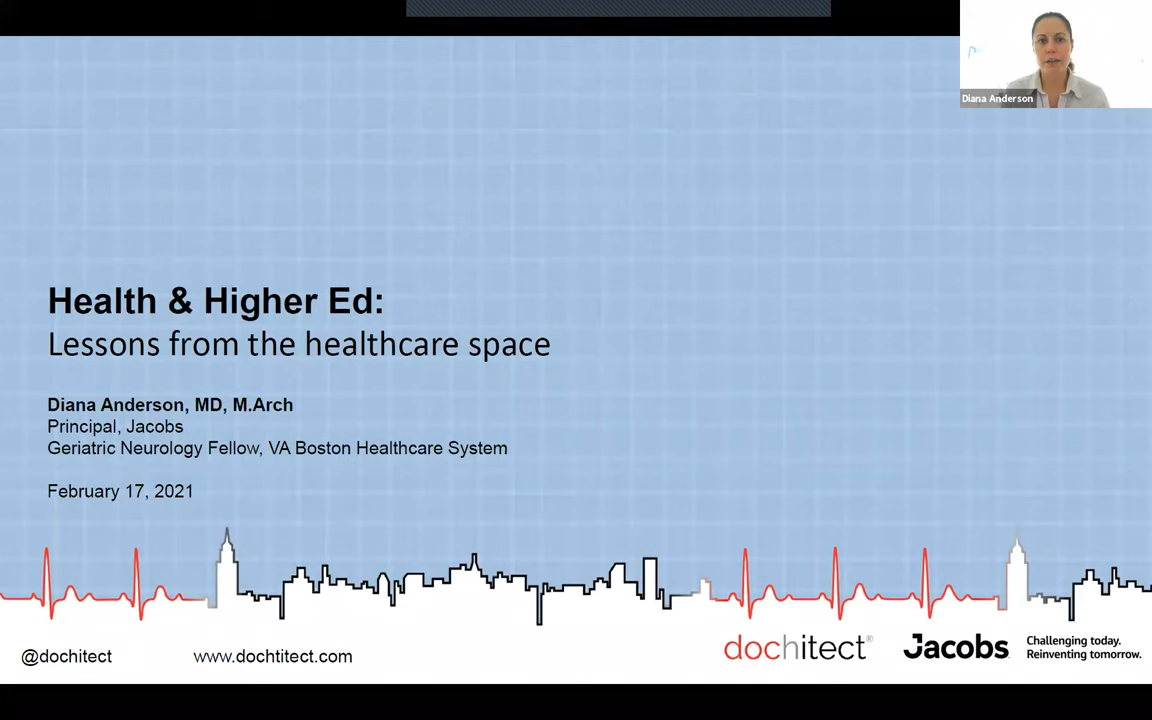 Diana Anderson
Health & Higher Ed:
Lessons from the healthcare space
Diana Anderson, MD, M.Arch
Principal, Jacobs
Geriatric Neurology Fellow, VA Boston Healthcare System
February 17, 2021
@dochitect
www.dochtitect.com
dochitect®
Jacobs
Challenging today.
Reinventing tomorrow.